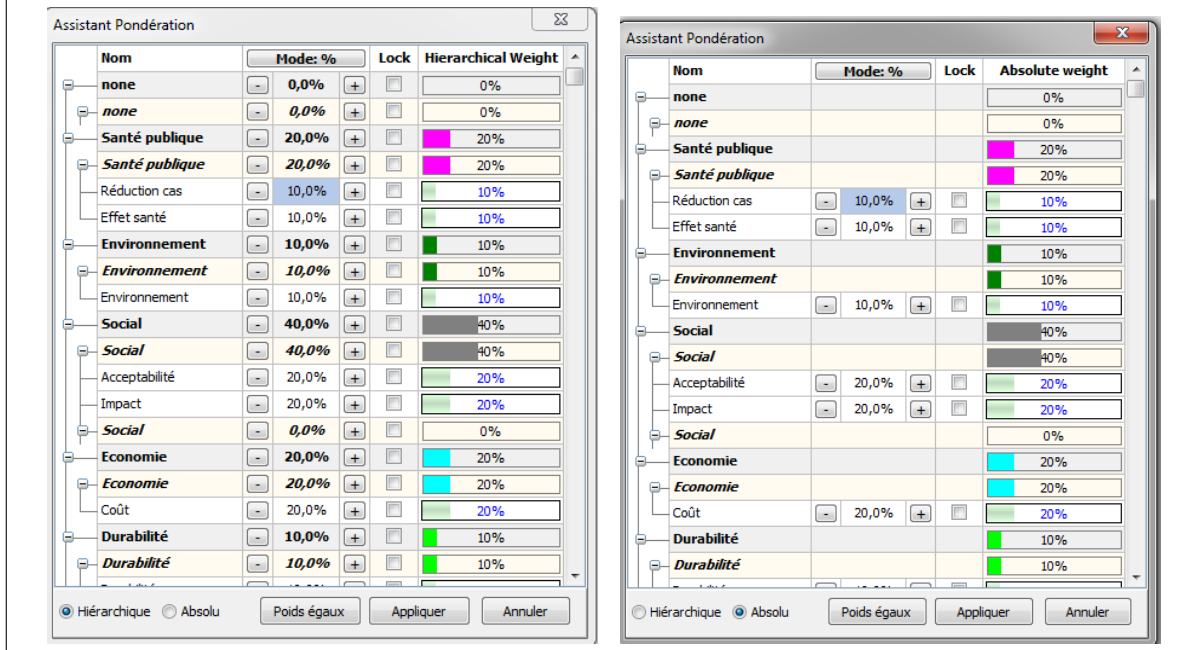 Assistant Pondération
Nom Mode: % Lock Hierarchical Weight
none - 0,0% + 0%
none - 0,0% + 0%
Santé publique - 20,0% + 20%
Santé publique - 20,0% + 20%
Réduction cas - 10,0% + 10%
Effet santé - 10,0% + 10%
Environnement - 10,0% + 10%
Environnement - 10,0% + 10%
Environnement - 10,0% + 10%
Social - 40,0% + 40%
Social - 40,0% + 40%
Acceptabilité - 20,0% + 20%
Impact - 20,0% + 20%
Social - 0,0% + 0%
Economie - 20,0% + 20%
Economie - 20,0% + 20%
Coût - 20,0% + 20%
Durabilité - 10,0% + 10%
Durabilité - 10,0% + 10%
Hiérarchique Absolu Poids égaux Appliquer Annuler
Assistant Pondération
Nom Mode: % Lock Absolute weight
none 0%
none 0%
Santé publique 20%
Santé publique 20%
Réduction cas - 10,0% + 10%
Effet santé - 10,0% + 10%
Environnement 10%
Environnement 10%
Environnement - 10,0% + 10%
Social 40%
Social 40%
Acceptabilité - 20,0% + 20%
Impact - 20,0% + 20%
Social 0%
Economie 20%
Economie 20%
Coût - 20,0% + 20%
Durabilité 10%
Durabilité 10%
Hiérarchique Absolu Poids égaux Appliquer Annuler